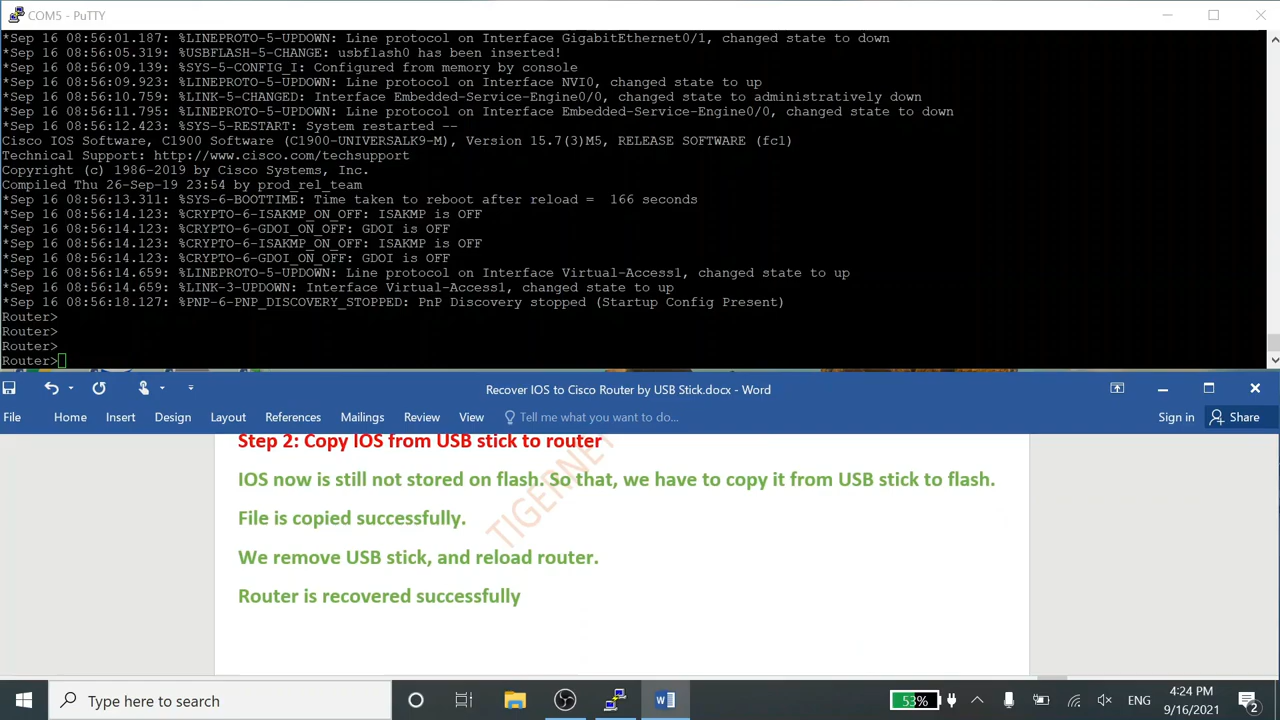 COM5 - PuTTY
*Sep 16 08:56:01.187: %LINEPROTO-5-UPDOWN: Line protocol on Interface GigabitEthernet0/1, changed state to down
*Sep 16 08:56:05.319: %USBFLASH-5-CHANGE: usbflash0 has been inserted!
*Sep 16 08:56:09.139: %SYS-5-CONFIG_I: Configured from memory by console
*Sep 16 08:56:09.923: %LINEPROTO-5-UPDOWN: Line protocol on Interface NVI0, changed state to up
*Sep 16 08:56:10.759: %LINK-5-CHANGED: Interface Embedded-Service-Engine0/0, changed state to administratively down
*Sep 16 08:56:11.795: %LINEPROTO-5-UPDOWN: Line protocol on Interface Embedded-Service-Engine0/0, changed state to down
*Sep 16 08:56:12.423: %SYS-5-RESTART: System restarted --
Cisco IOS Software, C1900 Software (C1900-UNIVERSALK9-M), Version 15.7(3)M5, RELEASE SOFTWARE (fc1)
Technical Support: http://www.cisco.com/techsupport
Copyright (c) 1986-2019 by Cisco Systems, Inc.
Compiled Thu 26-Sep-19 23:54 by prod_rel_team
*Sep 16 08:56:13.311: %SYS-6-BOOTTIME: Time taken to reboot after reload =  166 seconds
*Sep 16 08:56:14.123: %CRYPTO-6-ISAKMP_ON_OFF: ISAKMP is OFF
*Sep 16 08:56:14.123: %CRYPTO-6-GDOI_ON_OFF: GDOI is OFF
*Sep 16 08:56:14.123: %CRYPTO-6-ISAKMP_ON_OFF: ISAKMP is OFF
*Sep 16 08:56:14.123: %CRYPTO-6-GDOI_ON_OFF: GDOI is OFF
*Sep 16 08:56:14.659: %LINEPROTO-5-UPDOWN: Line protocol on Interface Virtual-Access1, changed state to up
*Sep 16 08:56:14.659: %LINK-3-UPDOWN: Interface Virtual-Access1, changed state to up
*Sep 16 08:56:18.127: %PNP-6-PNP_DISCOVERY_STOPPED: PnP Discovery stopped (Startup Config Present)
Router>
Router>
Router>
Router>
Recover IOS to Cisco Router by USB Stick.docx - Word
File Home Insert Design Layout References Mailings Review View Tell me what you want to do... Sign in Share
Step 2: Copy IOS from USB stick to router
IOS now is still not stored on flash. So that, we have to copy it from USB stick to flash.
File is copied successfully.
We remove USB stick, and reload router.
Router is recovered successfully
TIGERNET
Type here to search
53%
ENG
4:24 PM
9/16/2021
2